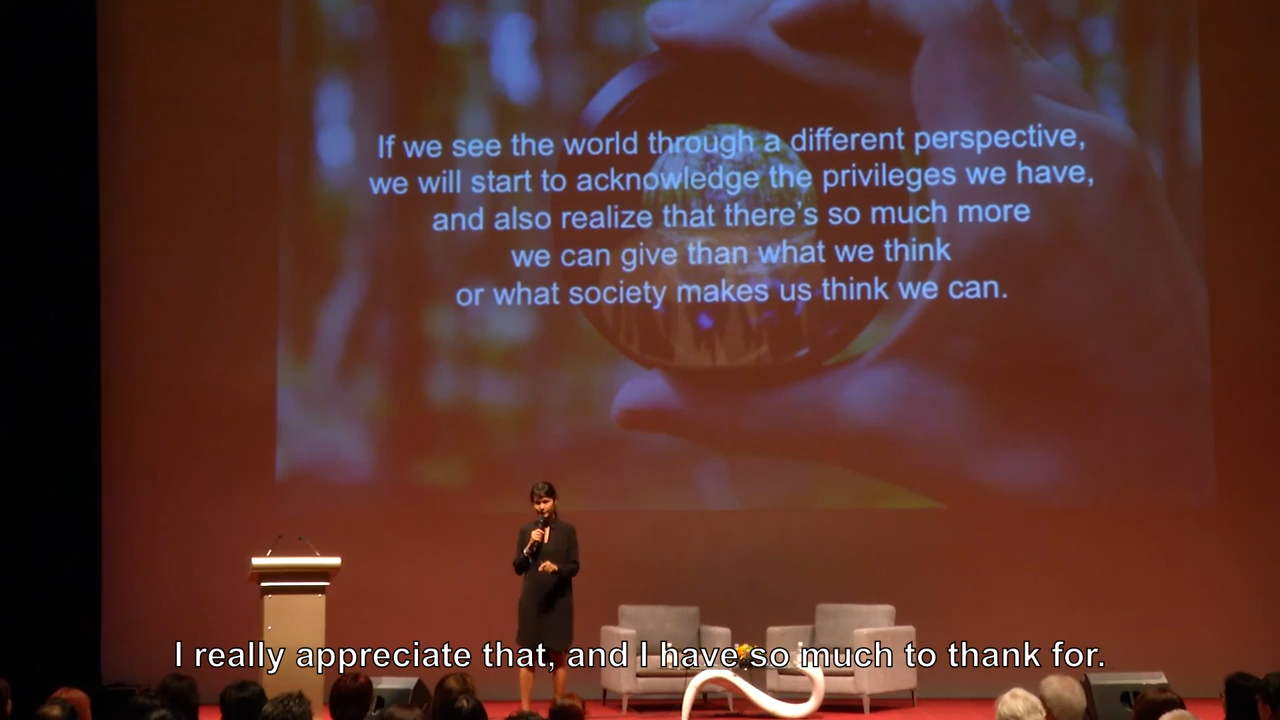 If we see the world through a different perspective,
we will start to acknowledge the privileges we have,
and also realize that there's so much more
we can give than what we think
or what society makes us think we can.
I really appreciate that, and I have so much to thank for.